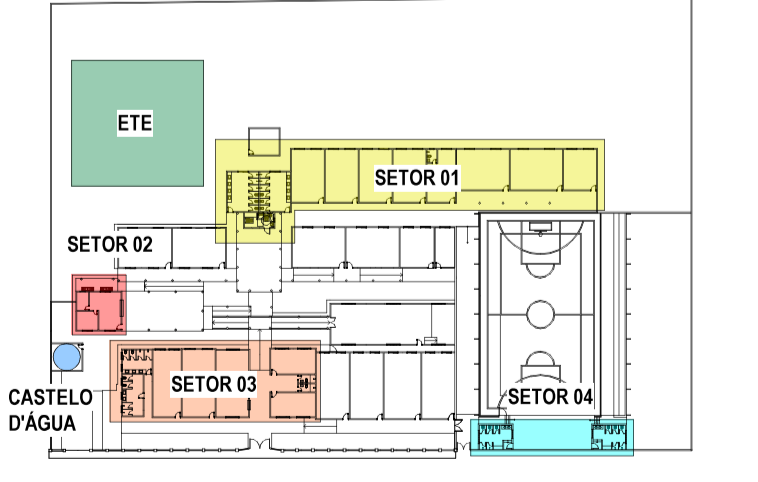 ETE
SETOR 01
SETOR 02
SETOR 03
CASTELO
D'ÁGUA
SETOR 04